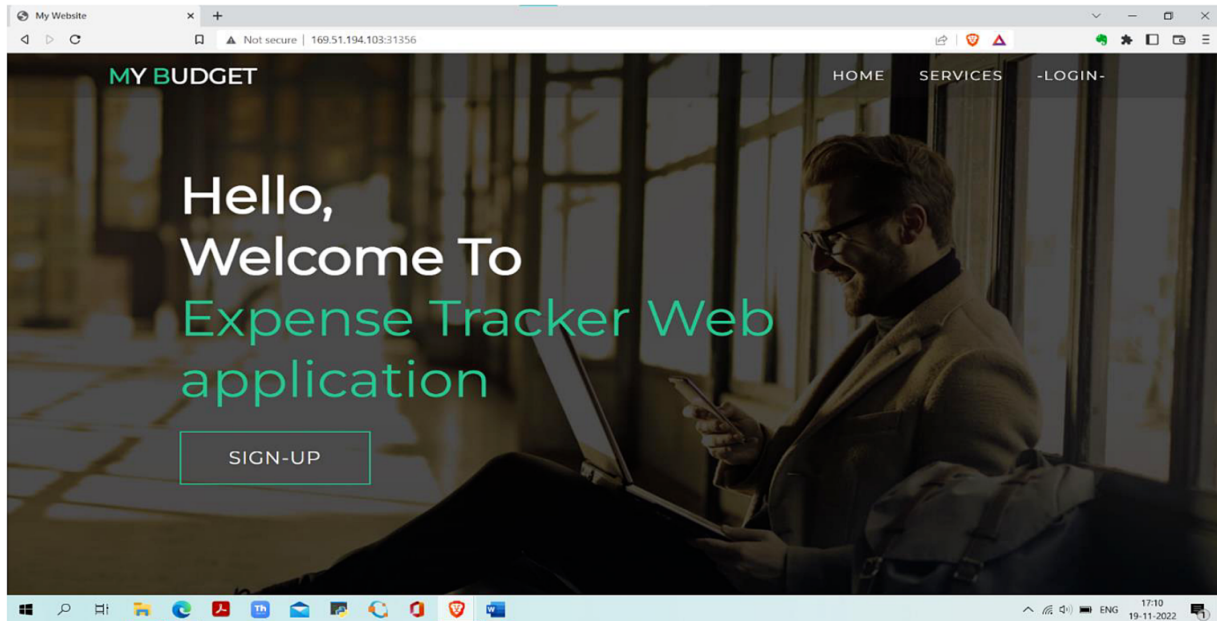 My Website
Not secure | 169.51.194.103:31356
MY BUDGET
HOME SERVICES -LOGIN-
Hello,
Welcome To
Expense Tracker Web
application
SIGN-UP
ENG
17:10
19-11-2022